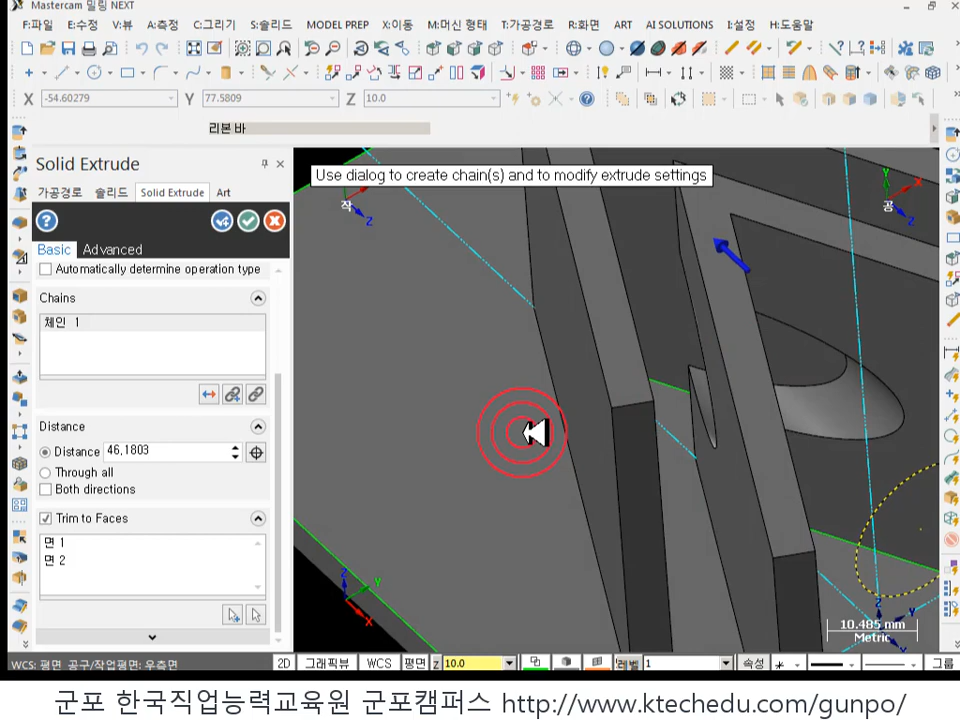 Mastercam 밀링 NEXT
F:파일 E:수정 V:뷰 A:측정 C:그리기 S:솔리드 MODEL PREP X:이동 M:머신 형태 T:가공경로 R:화면 ART AI SOLUTIONS I:설정 H:도움말
X -54.60279 Y 77.5809 Z 10.0
리본 바
Solid Extrude
Use dialog to create chain(s) and to modify extrude settings
가공경로 솔리드 Solid Extrude Art
작 Z
Y X 공 Z
Basic Advanced
Automatically determine operation type
Chains
체인 1
Distance
Distance 46,1803
Through all
Both directions
Trim to Faces
면 1
면 2
Z Y X
Z Y
10.485 mm
Metric
WCS: 평면 공구/작업평면: 우측면 2D 그래픽뷰 WCS 평면 Z 10.0 레벨 1 속성 그룹
군포 한국직업능력교육원 군포캠퍼스 http://www.ktechedu.com/gunpo/